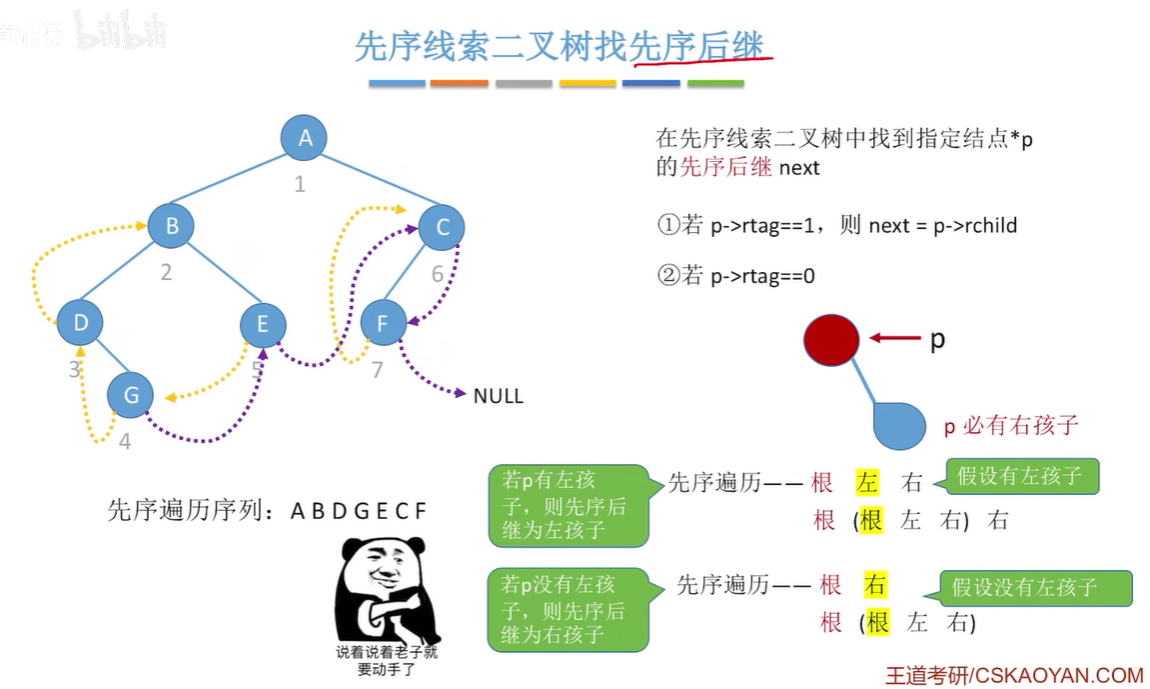 bilibili
先序线索二叉树找先序后继
A
1
B
2
C
6
D
3
E
5
F
7
G
4
NULL
先序遍历序列：A B D G E C F
说着说着老子就
要动手了
在先序线索二叉树中找到指定结点*p
的先序后继 next
①若 p->rtag==1，则 next = p->rchild
②若 p->rtag==0
p
p 必有右孩子
若p有左孩
子，则先序后
继为左孩子
先序遍历—— 根 左 右
假设有左孩子
根 (根 左 右) 右
若p没有左孩
子，则先序后
继为右孩子
先序遍历—— 根 右
假设没有左孩子
根 (根 左 右)
王道考研/CSKAOYAN.COM